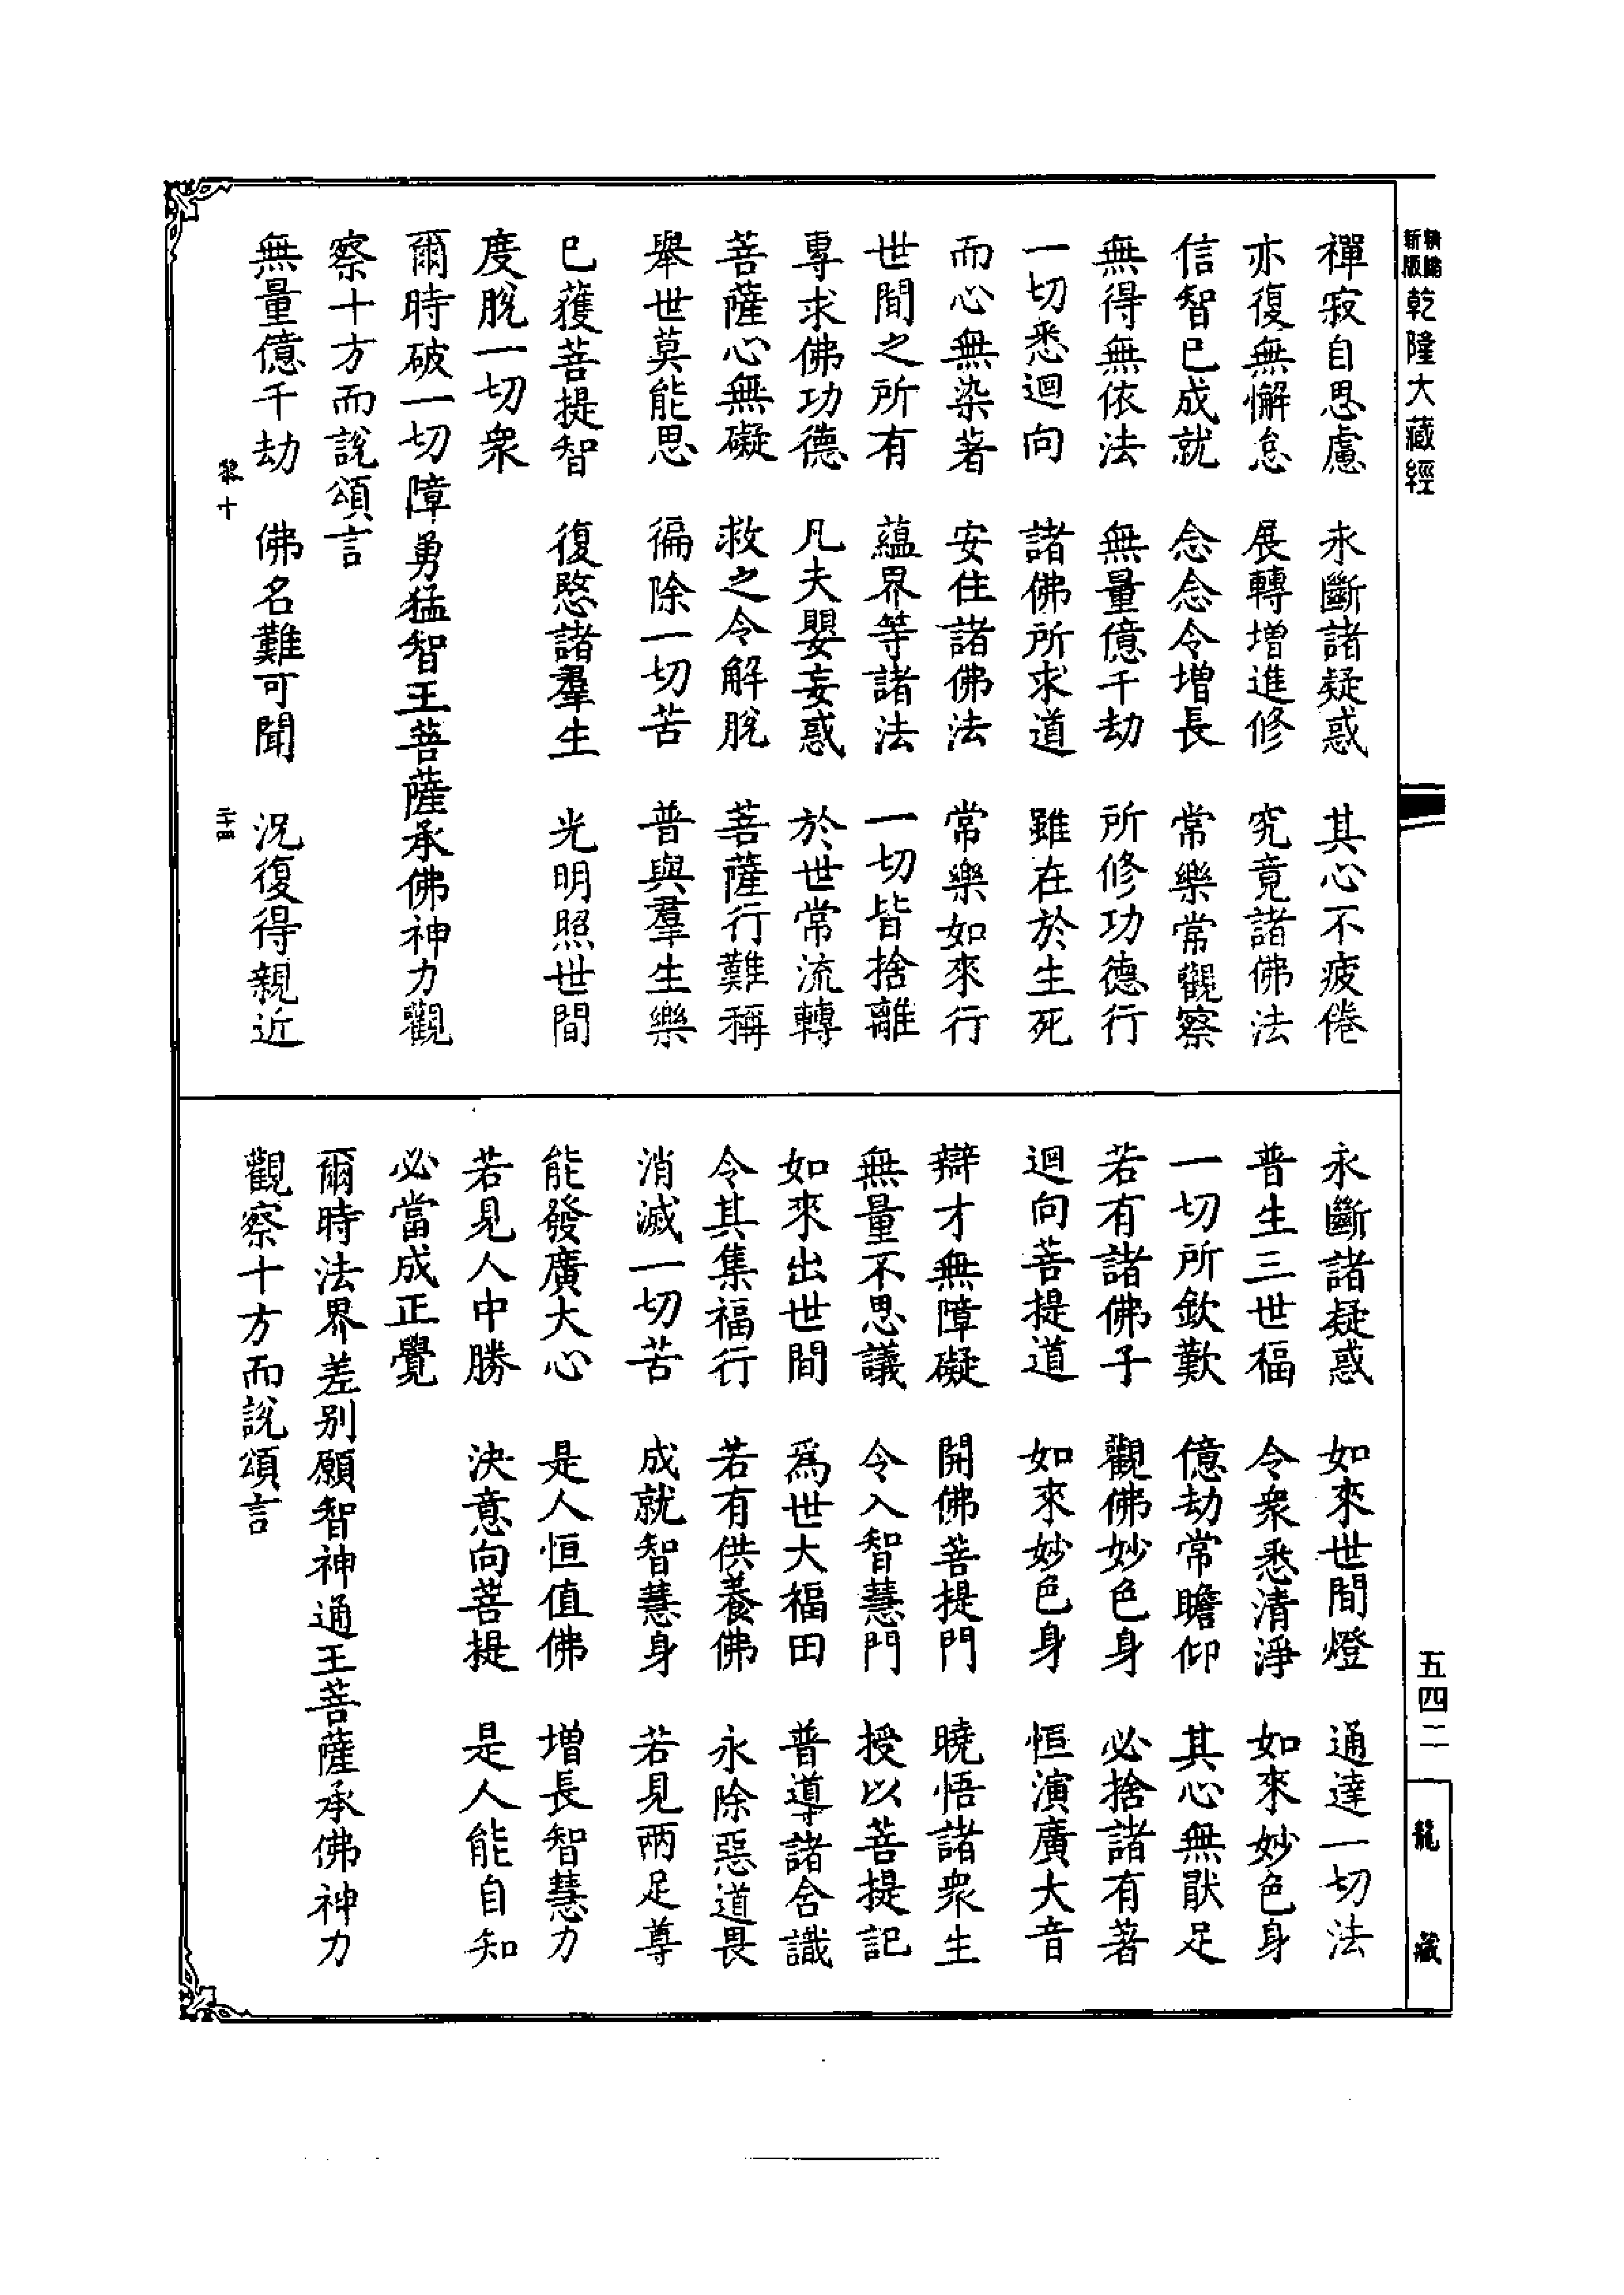 新版
乾隆大藏經
禪寂自思慮　永斷諸疑惑　其心不疲倦
亦復無懈怠　展轉增進修　究竟諸佛法
信智已成就　念念令增長　常樂常觀察
無得無依法　無量億千劫　所修功德行
一切悉迴向　諸佛所求道　雖在於生死
而心無染著　安住諸佛法　常樂如來行
世間之所有　蘊界等諸法　一切皆捨離
專求佛功德　凡夫嬰妄惑　於世常流轉
菩薩心無礙　救之令解脫　菩薩行難稱
舉世莫能思　徧除一切苦　普與羣生樂
已獲菩提智　復愍諸羣生　光明照世間
度脫一切衆
爾時破一切障勇猛智王菩薩承佛神力觀
察十方而說頌言
無量億千劫　佛名難可聞　況復得親近
黎十　二十四
永斷諸疑惑　如來世間燈　通達一切法
普生三世福　令衆悉清淨　如來妙色身
一切所欽歎　億劫常瞻仰　其心無厭足
若有諸佛子　觀佛妙色身　必捨諸有著
迴向菩提道　如來妙色身　恒演廣大音
辯才無障礙　開佛菩提門　曉悟諸衆生
無量不思議　令入智慧門　授以菩提記
如來出世間　爲世大福田　普導諸含識
令其集福行　若有供養佛　永除惡道畏
消滅一切苦　成就智慧身　若見兩足尊
能發廣大心　是人恒值佛　增長智慧力
若見人中勝　決意向菩提　是人能自知
必當成正覺
爾時法界差別願智神通王菩薩承佛神力
觀察十方而說頌言
五四二
龍藏